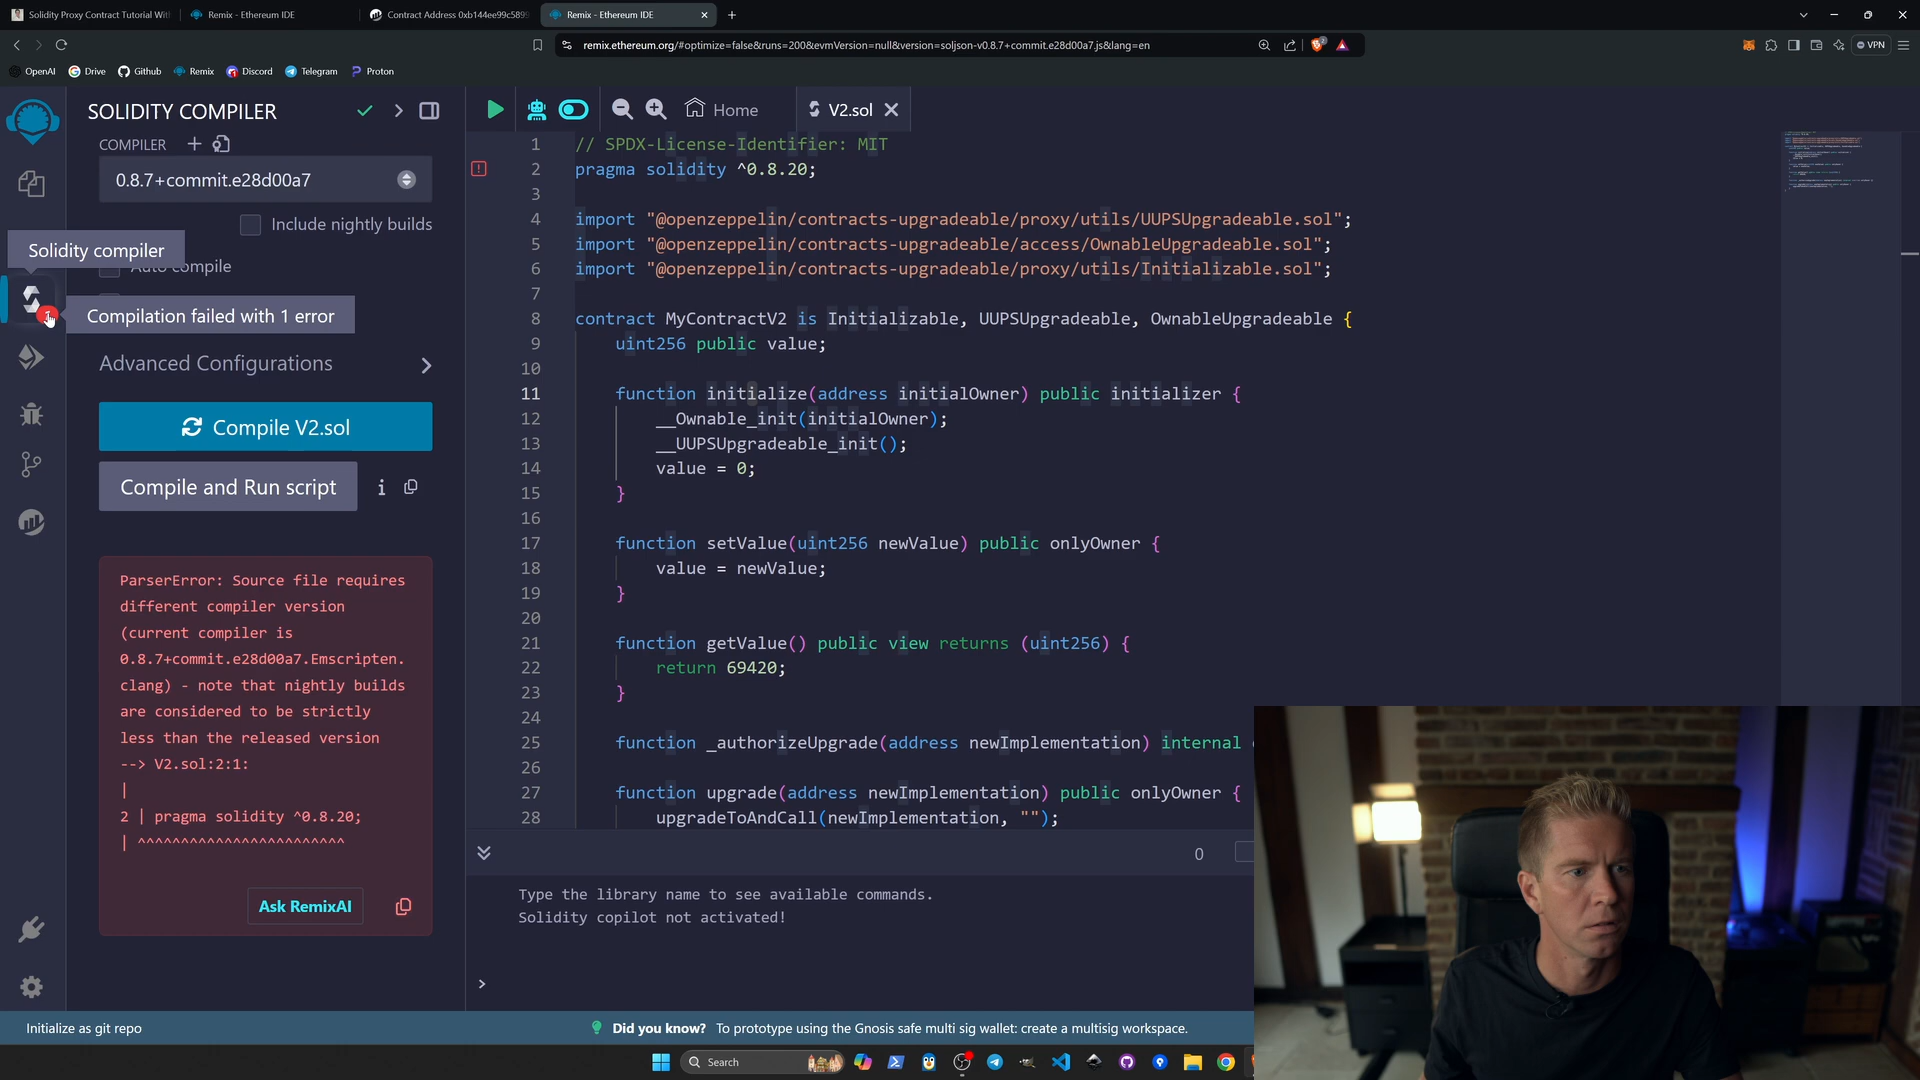 Solidity Proxy Contract Tutorial Wit
Remix - Ethereum IDE
Contract Address 0xb144ee99c5899
Remix - Ethereum IDE
remix.ethereum.org/#optimize=false&runs=200&evmVersion=null&version=soljson-v0.8.7+commit.e28d00a7.js&lang=en
VPN
OpenAI
Drive
Github
Remix
Discord
Telegram
Proton
SOLIDITY COMPILER
COMPILER
0.8.7+commit.e28d00a7
Include nightly builds
Solidity compiler
Auto compile
Compilation failed with 1 error
Advanced Configurations
Compile V2.sol
Compile and Run script
ParserError: Source file requires
different compiler version
(current compiler is
0.8.7+commit.e28d00a7.Emscripten.
clang) - note that nightly builds
are considered to be strictly
less than the released version
--> V2.sol:2:1:
|
2 | pragma solidity ^0.8.20;
| ^^^^^^^^^^^^^^^^^^^^^^^^
Ask RemixAI
Home
V2.sol
1 // SPDX-License-Identifier: MIT
2 pragma solidity ^0.8.20;
3
4 import "@openzeppelin/contracts-upgradeable/proxy/utils/UUPSUpgradeable.sol";
5 import "@openzeppelin/contracts-upgradeable/access/OwnableUpgradeable.sol";
6 import "@openzeppelin/contracts-upgradeable/proxy/utils/Initializable.sol";
7
8 contract MyContractV2 is Initializable, UUPSUpgradeable, OwnableUpgradeable {
9 uint256 public value;
10
11 function initialize(address initialOwner) public initializer {
12 __Ownable_init(initialOwner);
13 __UUPSUpgradeable_init();
14 value = 0;
15 }
16
17 function setValue(uint256 newValue) public onlyOwner {
18 value = newValue;
19 }
20
21 function getValue() public view returns (uint256) {
22 return 69420;
23 }
24
25 function _authorizeUpgrade(address newImplementation) internal
26
27 function upgrade(address newImplementation) public onlyOwner {
28 upgradeToAndCall(newImplementation, "");
0
Type the library name to see available commands.
Solidity copilot not activated!
>
Initialize as git repo
Did you know? To prototype using the Gnosis safe multi sig wallet: create a multisig workspace.
Search